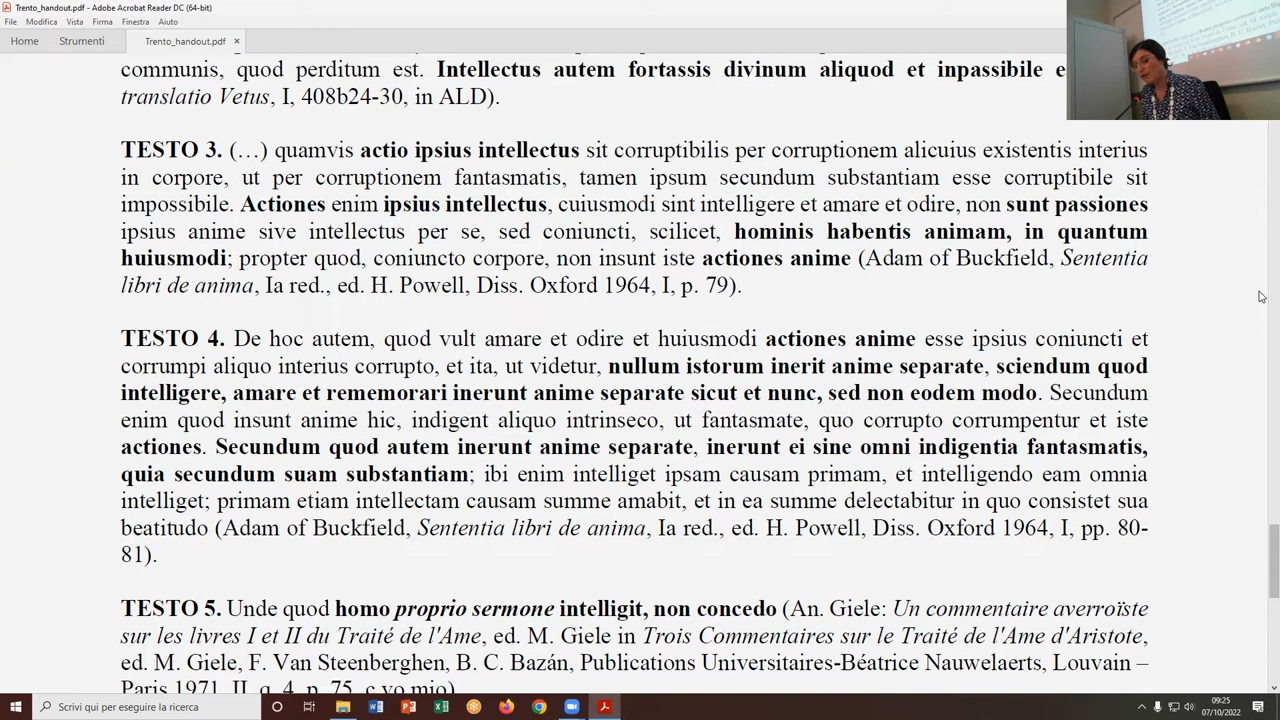 Trento_handout.pdf - Adobe Acrobat Reader DC (64-bit)
File Modifica Vista Firma Finestra Aiuto
Home Strumenti Trento_handout.pdf ×
communis, quod perditum est. Intellectus autem fortassis divinum aliquod et inpassibile
translatio Vetus, I, 408b24-30, in ALD).
TESTO 3. (…) quamvis actio ipsius intellectus sit corruptibilis per corruptionem alicuius existentis interius
in corpore, ut per corruptionem fantasmatis, tamen ipsum secundum substantiam esse corruptibile sit
impossibile. Actiones enim ipsius intellectus, cuiusmodi sint intelligere et amare et odire, non sunt passiones
ipsius anime sive intellectus per se, sed coniuncti, scilicet, hominis habentis animam, in quantum
huiusmodi; propter quod, coniuncto corpore, non insunt iste actiones anime (Adam of Buckfield, Sententia
libri de anima, Ia red., ed. H. Powell, Diss. Oxford 1964, I, p. 79).
TESTO 4. De hoc autem, quod vult amare et odire et huiusmodi actiones anime esse ipsius coniuncti et
corrumpi aliquo interius corrupto, et ita, ut videtur, nullum istorum inerit anime separate, sciendum quod
intelligere, amare et rememorari inerunt anime separate sicut et nunc, sed non eodem modo. Secundum
enim quod insunt anime hic, indigent aliquo intrinseco, ut fantasmate, quo corrupto corrumpentur et iste
actiones. Secundum quod autem inerunt anime separate, inerunt ei sine omni indigentia fantasmatis,
quia secundum suam substantiam; ibi enim intelliget ipsam causam primam, et intelligendo eam omnia
intelliget; primam etiam intellectam causam summe amabit, et in ea summe delectabitur in quo consistet sua
beatitudo (Adam of Buckfield, Sententia libri de anima, Ia red., ed. H. Powell, Diss. Oxford 1964, I, pp. 80-
81).
TESTO 5. Unde quod homo proprio sermone intelligit, non concedo (An. Giele: Un commentaire averroïste
sur les livres I et II du Traité de l'Ame, ed. M. Giele in Trois Commentaires sur le Traité de l'Ame d'Aristote,
ed. M. Giele, F. Van Steenberghen, B. C. Bazán, Publications Universitaires-Béatrice Nauwelaerts, Louvain –
Paris 1971, II, q. 4, p. 75, c.vo mio).
Scrivi qui per eseguire la ricerca
09:25
07/10/2022